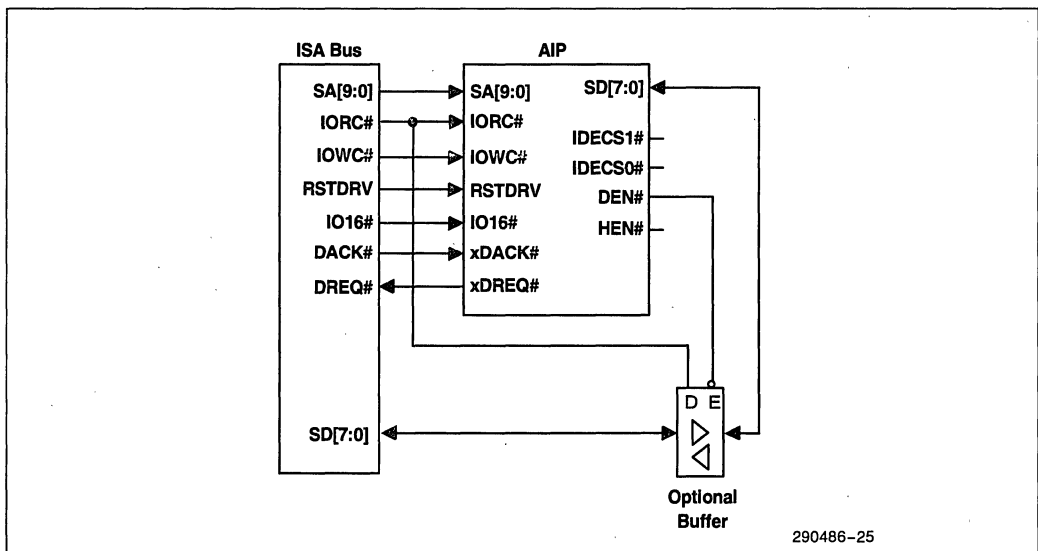 ISA Bus
AIP
SA[9:0]
SA[9:0]
SD[7:0]
IORC#
IORC#
IDECS1#
IOWC#
IOWC#
IDECS0#
RSTDRV
RSTDRV
DEN#
IO16#
IO16#
HEN#
DACK#
xDACK#
DREQ#
xDREQ#
D E
SD[7:0]
Optional
Buffer
290486-25